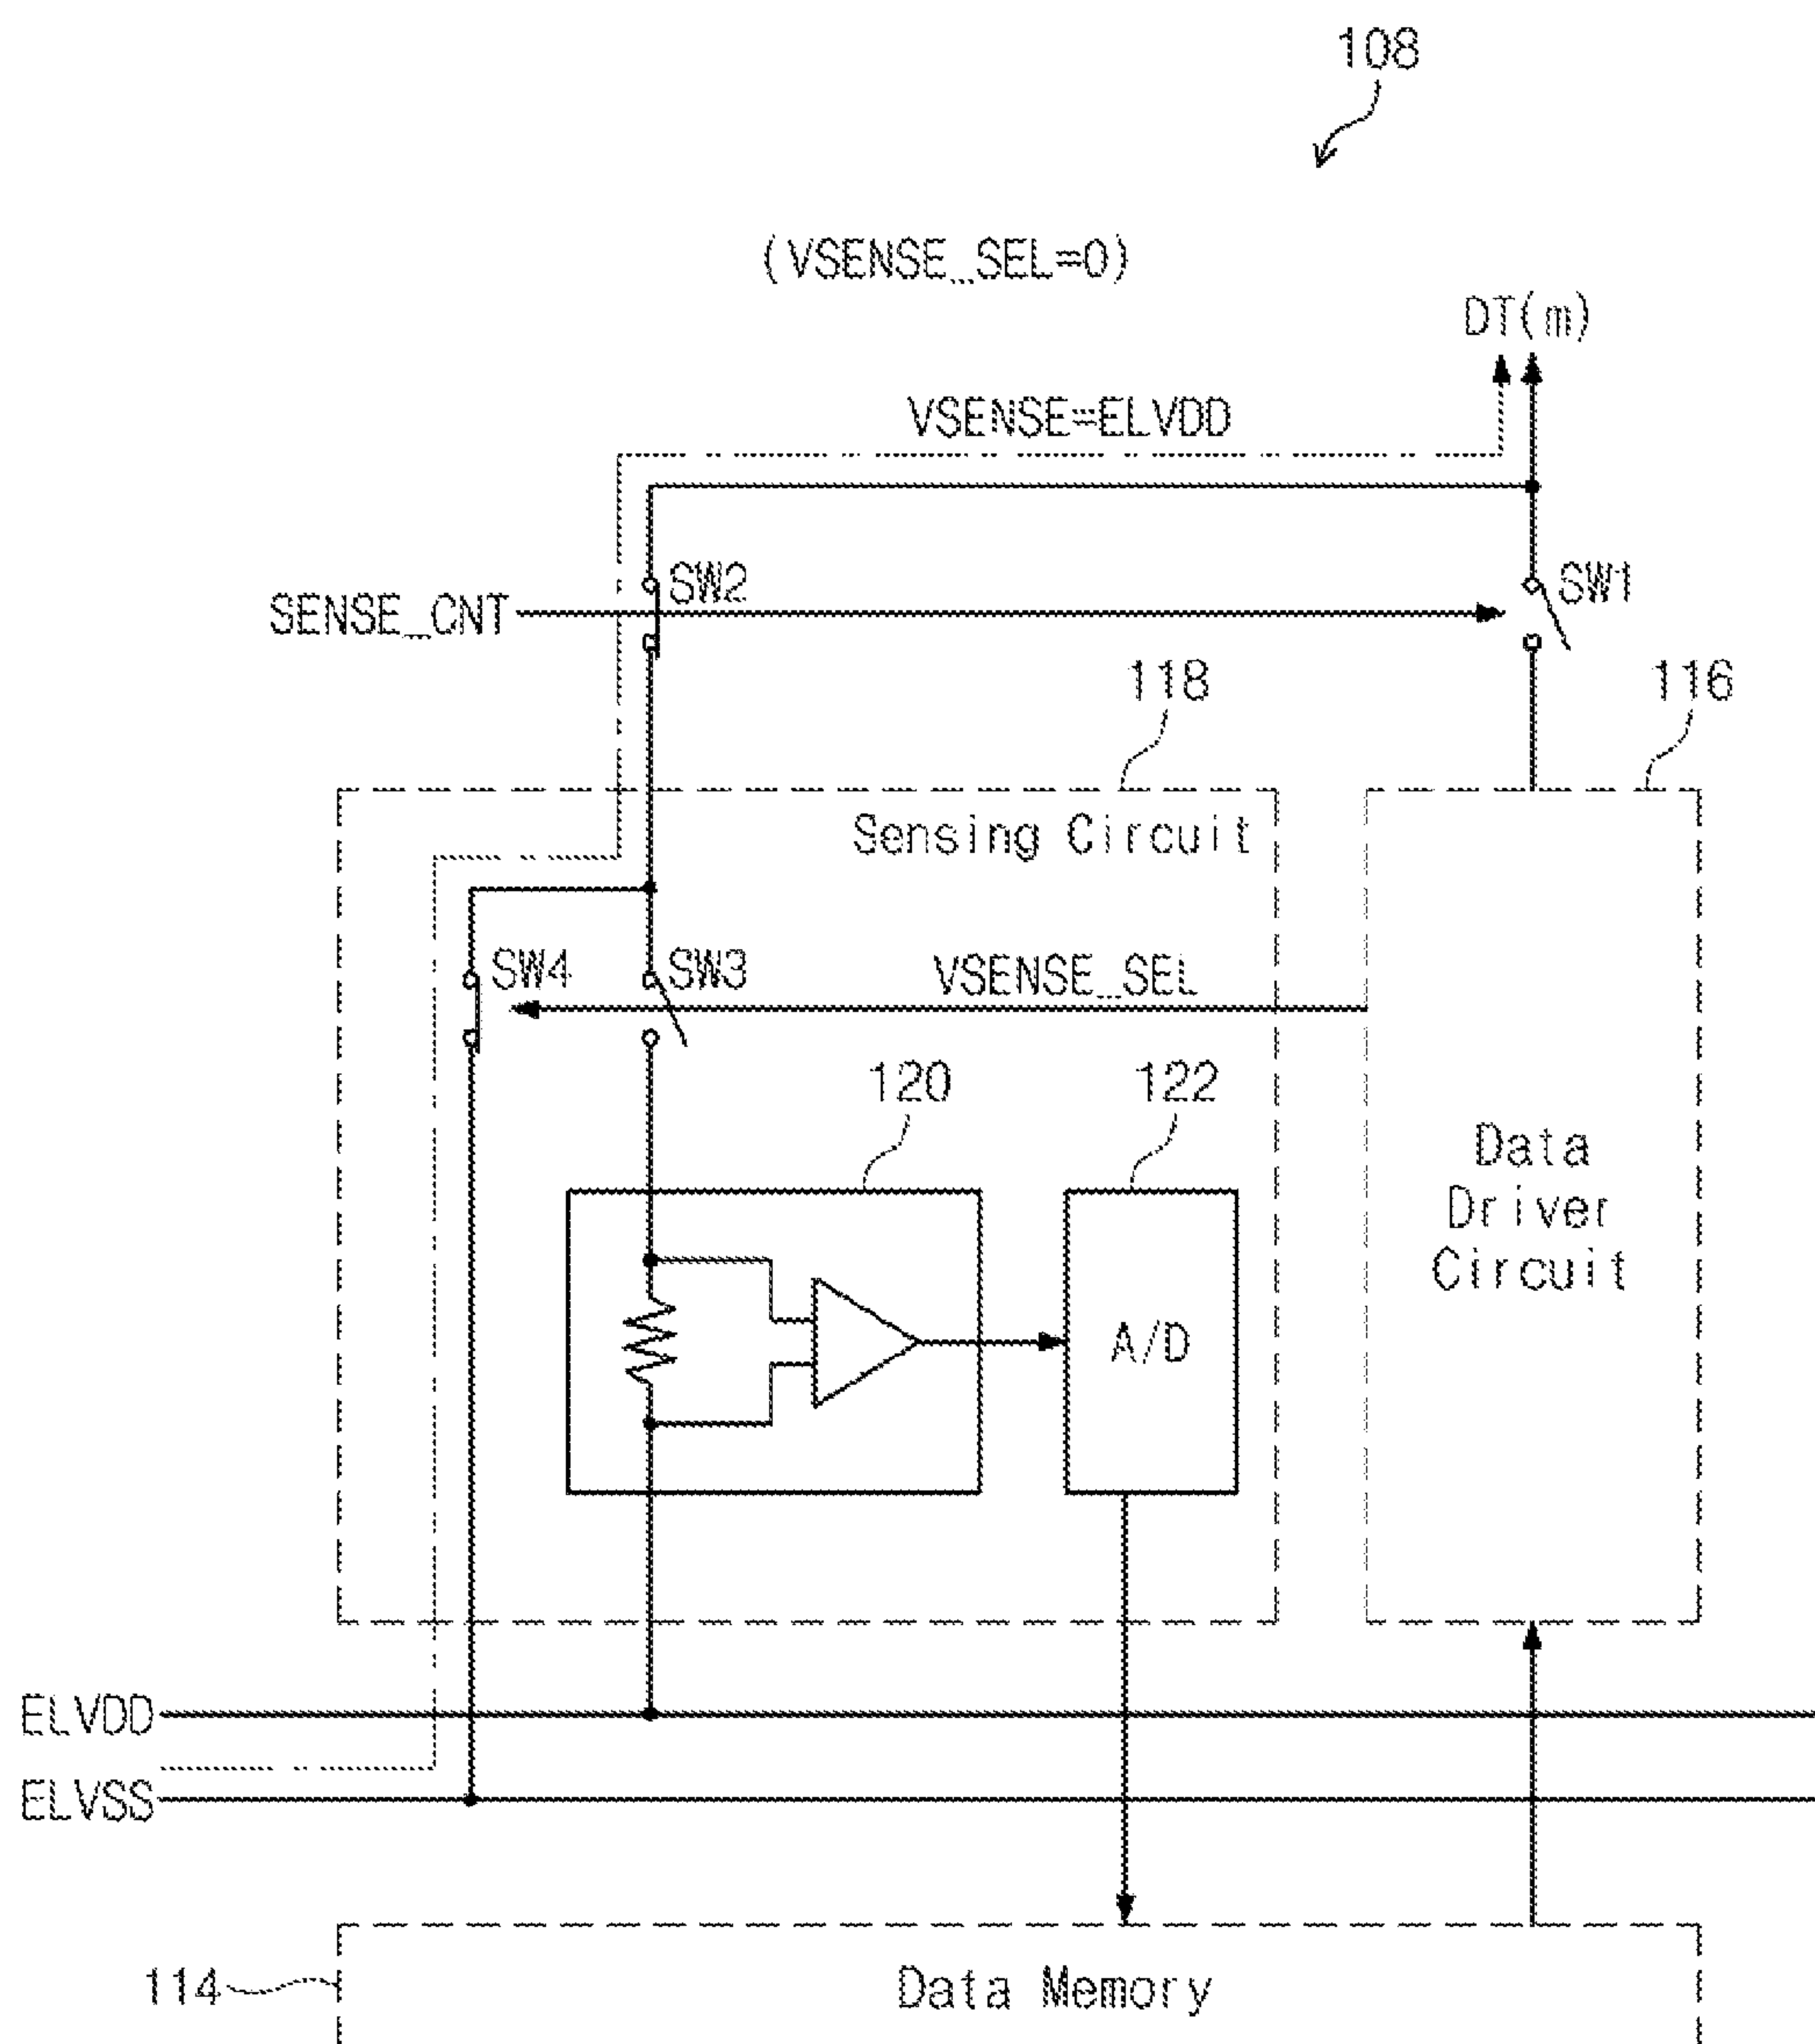 108
(VSENSE_SEL=0)
DT(m)
VSENSE=ELVDD
SW2
SW1
SENSE_CNT
118
116
Sensing Circuit
SW4
SW3
VSENSE_SEL
120
122
Data
Driver
Circuit
A/D
ELVDD
ELVSS
114
Data Memory